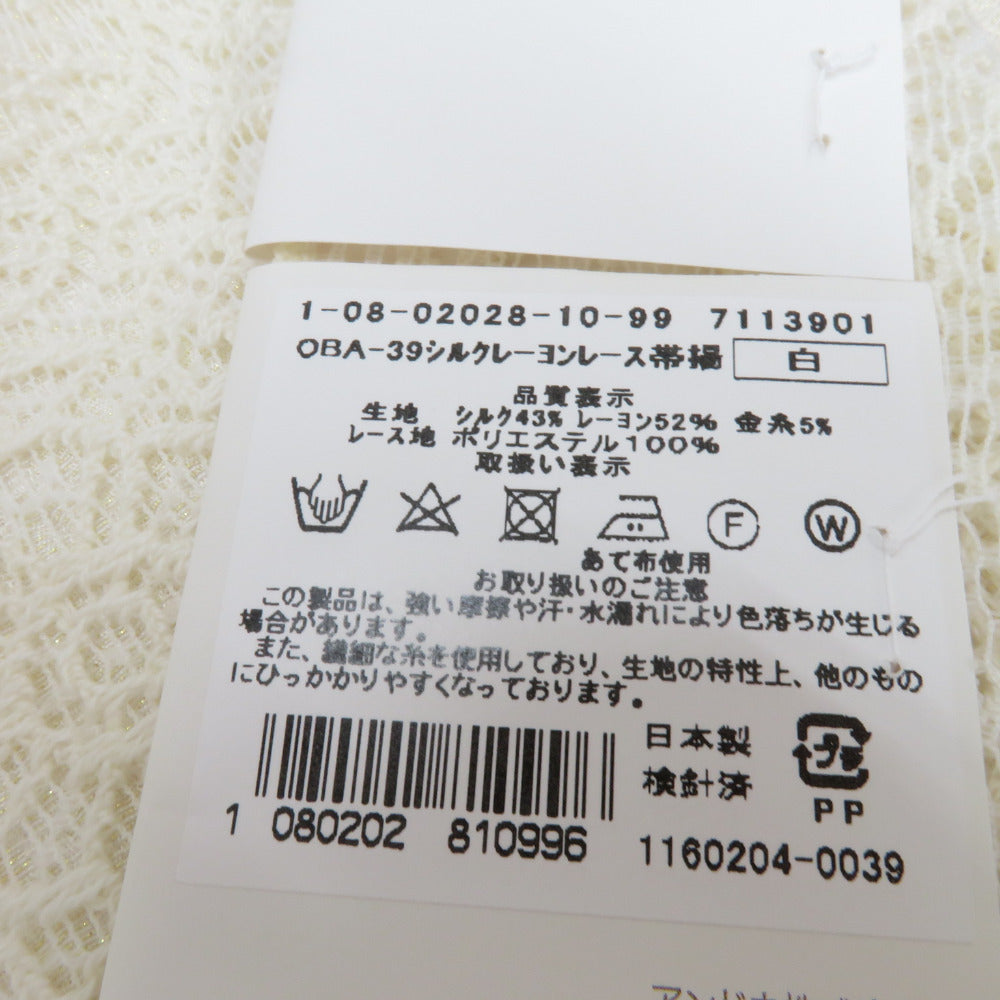 1-08-02028-10-99 7113901
OBA-39シルクレーヨンレース帯揚 白
品質表示
生地 シルク43% レーヨン52% 金糸5%
レース地 ポリエステル100%
取扱い表示
F W
あて布使用
お取り扱いのご注意
この製品は、強い摩擦や汗・水濡れにより色落ちが生じる
場合があります。
また、繊細な糸を使用しており、生地の特性上、他のもの
にひっかかりやすくなっております。
日本製
検針済
プラ
PP
1 080202 810996
1160204-0039